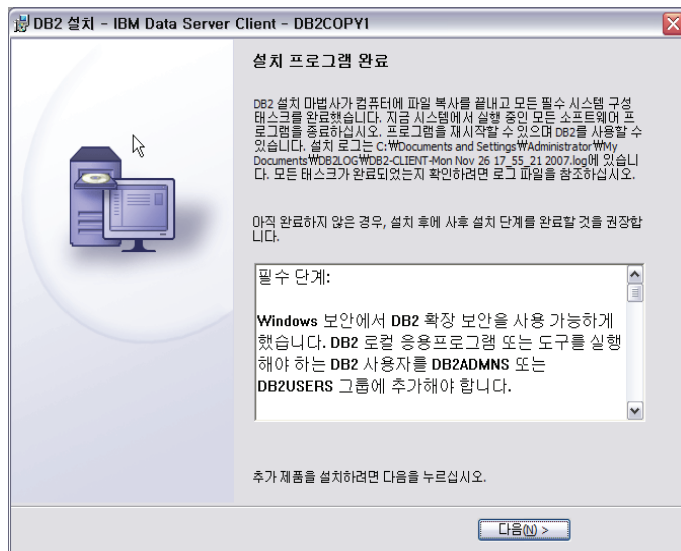 DB2 설치 - IBM Data Server Client - DB2COPY1
설치 프로그램 완료
DB2 설치 마법사가 컴퓨터에 파일 복사를 끝내고 모든 필수 시스템 구성
태스크를 완료했습니다. 지금 시스템에서 실행 중인 모든 소프트웨어 프
로그램을 종료하십시오. 프로그램을 재시작할 수 있으며 DB2를 사용할 수
있습니다. 설치 로그는 C:₩Documents and Settings₩Administrator₩My
Documents₩DB2LOG₩DB2-CLIENT-Mon Nov 26 17_55_21 2007.log에 있습니
다. 모든 태스크가 완료되었는지 확인하려면 로그 파일을 참조하십시오.
아직 완료하지 않은 경우, 설치 후에 사후 설치 단계를 완료할 것을 권장합
니다.
필수 단계:
Windows 보안에서 DB2 확장 보안을 사용 가능하게
했습니다. DB2 로컬 응용프로그램 또는 도구를 실행
해야 하는 DB2 사용자를 DB2ADMNS 또는
DB2USERS 그룹에 추가해야 합니다.
추가 제품을 설치하려면 다음을 누르십시오.
다음(N) >